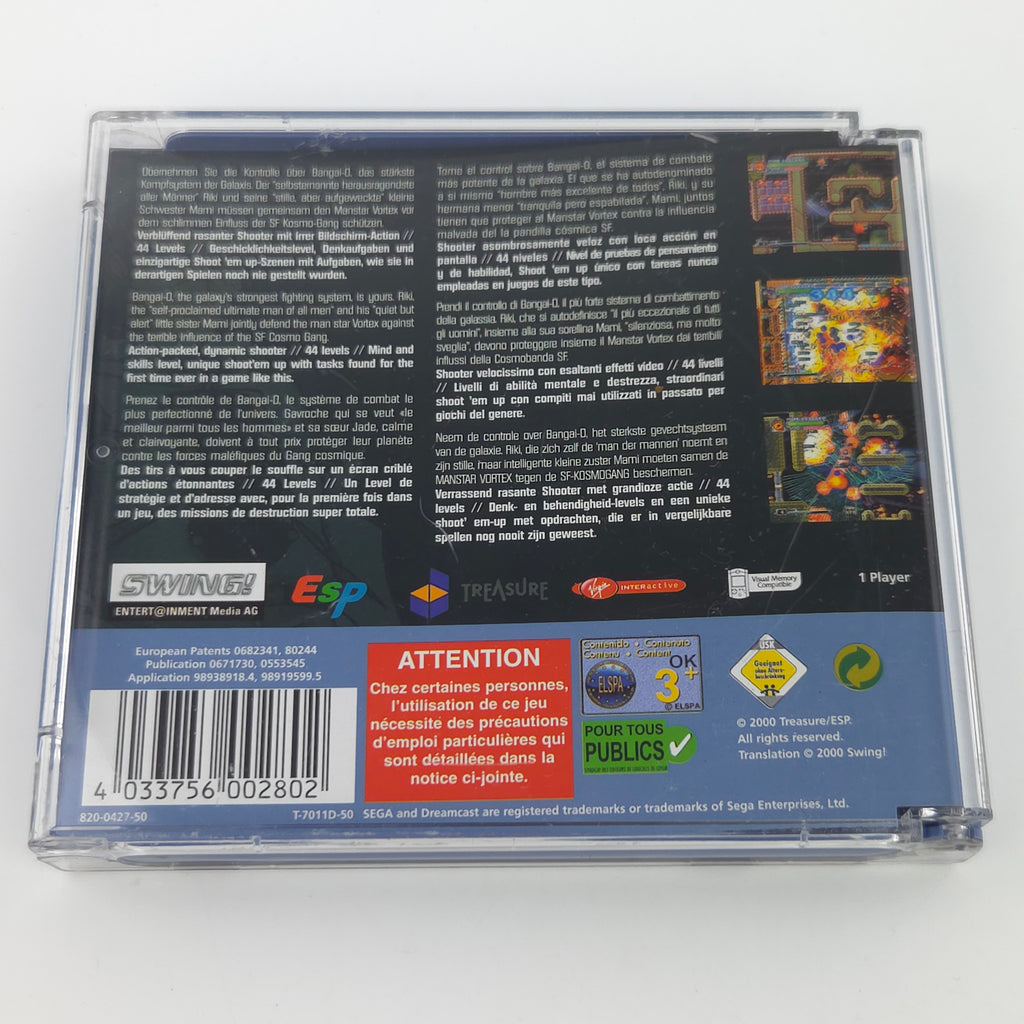 Übernehmen Sie die Kontrolle über Bangai-O, das stärkste
Kampfsystem der Galaxis. Der "selbsternannte herausragendste
aller Männer" Riki und seine "stille, aber aufgeweckte" kleine
Schwester Mami müssen gemeinsam den Manstar Vortex vor
dem schlimmen Einfluss der SF Kosmo-Gang schützen.
Verblüffend rasanter Shooter mit irrer Bildschirm-Action //
44 Levels // Geschicklichkeitslevel, Denkaufgaben und
einzigartige Shoot 'em up-Szenen mit Aufgaben, wie sie in
derartigen Spielen noch nie gestellt wurden.
Bangai-O, the galaxy's strongest fighting system, is yours. Riki,
the "self-proclaimed ultimate man of all men" and his "quiet but
alert" little sister Mami jointly defend the man star Vortex against
the terrible influence of the SF Cosmo Gang.
Action-packed, dynamic shooter // 44 levels // Mind and
skills level, unique shoot'em up with tasks found for the
first time ever in a game like this.
Prenez le contrôle de Bangai-O, le système de combat le
plus perfectionné de l'univers. Gavroche qui se veut «le
meilleur parmi tous les hommes» et sa sœur Jade, calme
et clairvoyante, doivent à tout prix protéger leur planète
contre les forces maléfiques du Gang cosmique.
Des tirs à vous couper le souffle sur un écran criblé
d'actions étonnantes // 44 Levels // Un Level de
stratégie et d'adresse avec, pour la première fois dans
un jeu, des missions de destruction super totale.
Tome el control sobre Bangai-O, el sistema de combate
más potente de la galaxia. El que se ha autodenominado
a si mismo "hombre más excelente de todos", Riki, y su
hermana menor "tranquila pero espabilada", Mami, juntos
tienen que proteger al Manstar Vortex contra la influencia
malvada del la pandilla cósmica SF.
Shooter asombrosamente veloz con loca acción en
pantalla // 44 niveles // Nivel de pruebas de pensamiento
y de habilidad, Shoot 'em up único con tareas nunca
empleadas en juegos de este tipo.
Prendi il controllo di Bangai-O. Il più forte sistema di combattimento
della galassia. Riki, che si autodefinisce "il più eccezionale di tutti
gli uomini", insieme alla sua sorellina Mami, "silenziosa, ma molto
sveglia", devono proteggere insieme il Manstar Vortex dai terribili
influssi della Cosmobanda SF.
Shooter velocissimo con esaltanti effetti video // 44 livelli
// Livelli di abilità mentale e destrezza, straordinari
shoot 'em up con compiti mai utilizzati in passato per
giochi del genere.
Neem de controle over Bangai-O, het sterkste gevechtsysteem
van de galaxie. Riki, die zich zelf de 'man der mannen' noemt en
zijn stille, maar intelligente kleine zuster Mami moeten samen de
MANSTAR VORTEX tegen de SF-KOSMOGANG beschermen.
Verrassend rasante Shooter met grandioze actie // 44
levels // Denk- en behendigheid-levels en een unieke
shoot' em-up met opdrachten, die er in vergelijkbare
spellen nog nooit zijn geweest.
SWING!
ENTERT@INMENT Media AG
Esp
TREASURE
Virgin INTERACTIVE
Visual Memory
Compatible
1 Player
European Patents 0682341, 80244
Publication 0671730, 0553545
Application 98938918.4, 98919599.5
4 033756 002802
820-0427-50
T-7011D-50
ATTENTION
Chez certaines personnes,
l'utilisation de ce jeu
nécessite des précautions
d'emploi particulières qui
sont détaillées dans la
notice ci-jointe.
Contenido • Contenuto
Contenu • Content
ELSPA
OK
3+
© ELSPA
POUR TOUS
PUBLICS
USK
Geeignet
ohne Alters-
beschränkung
© 2000 Treasure/ESP.
All rights reserved.
Translation © 2000 Swing!
SEGA and Dreamcast are registered trademarks or trademarks of Sega Enterprises, Ltd.